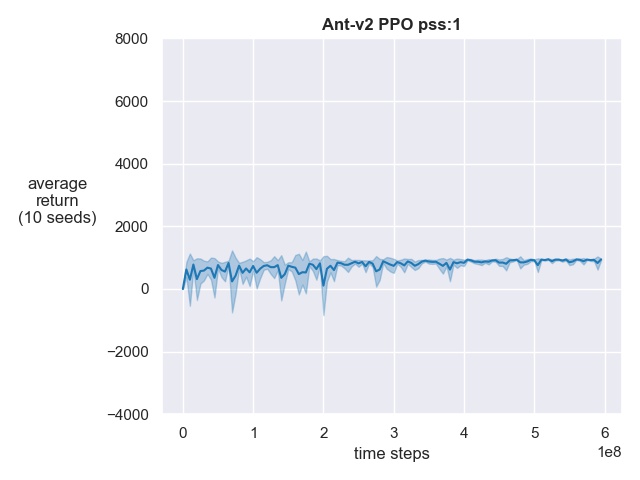 Ant-v2 PPO pss:1
8000
6000
4000
2000
0
−2000
−4000
average
return
(10 seeds)
0 1 2 3 4 5 6
1e8
time steps